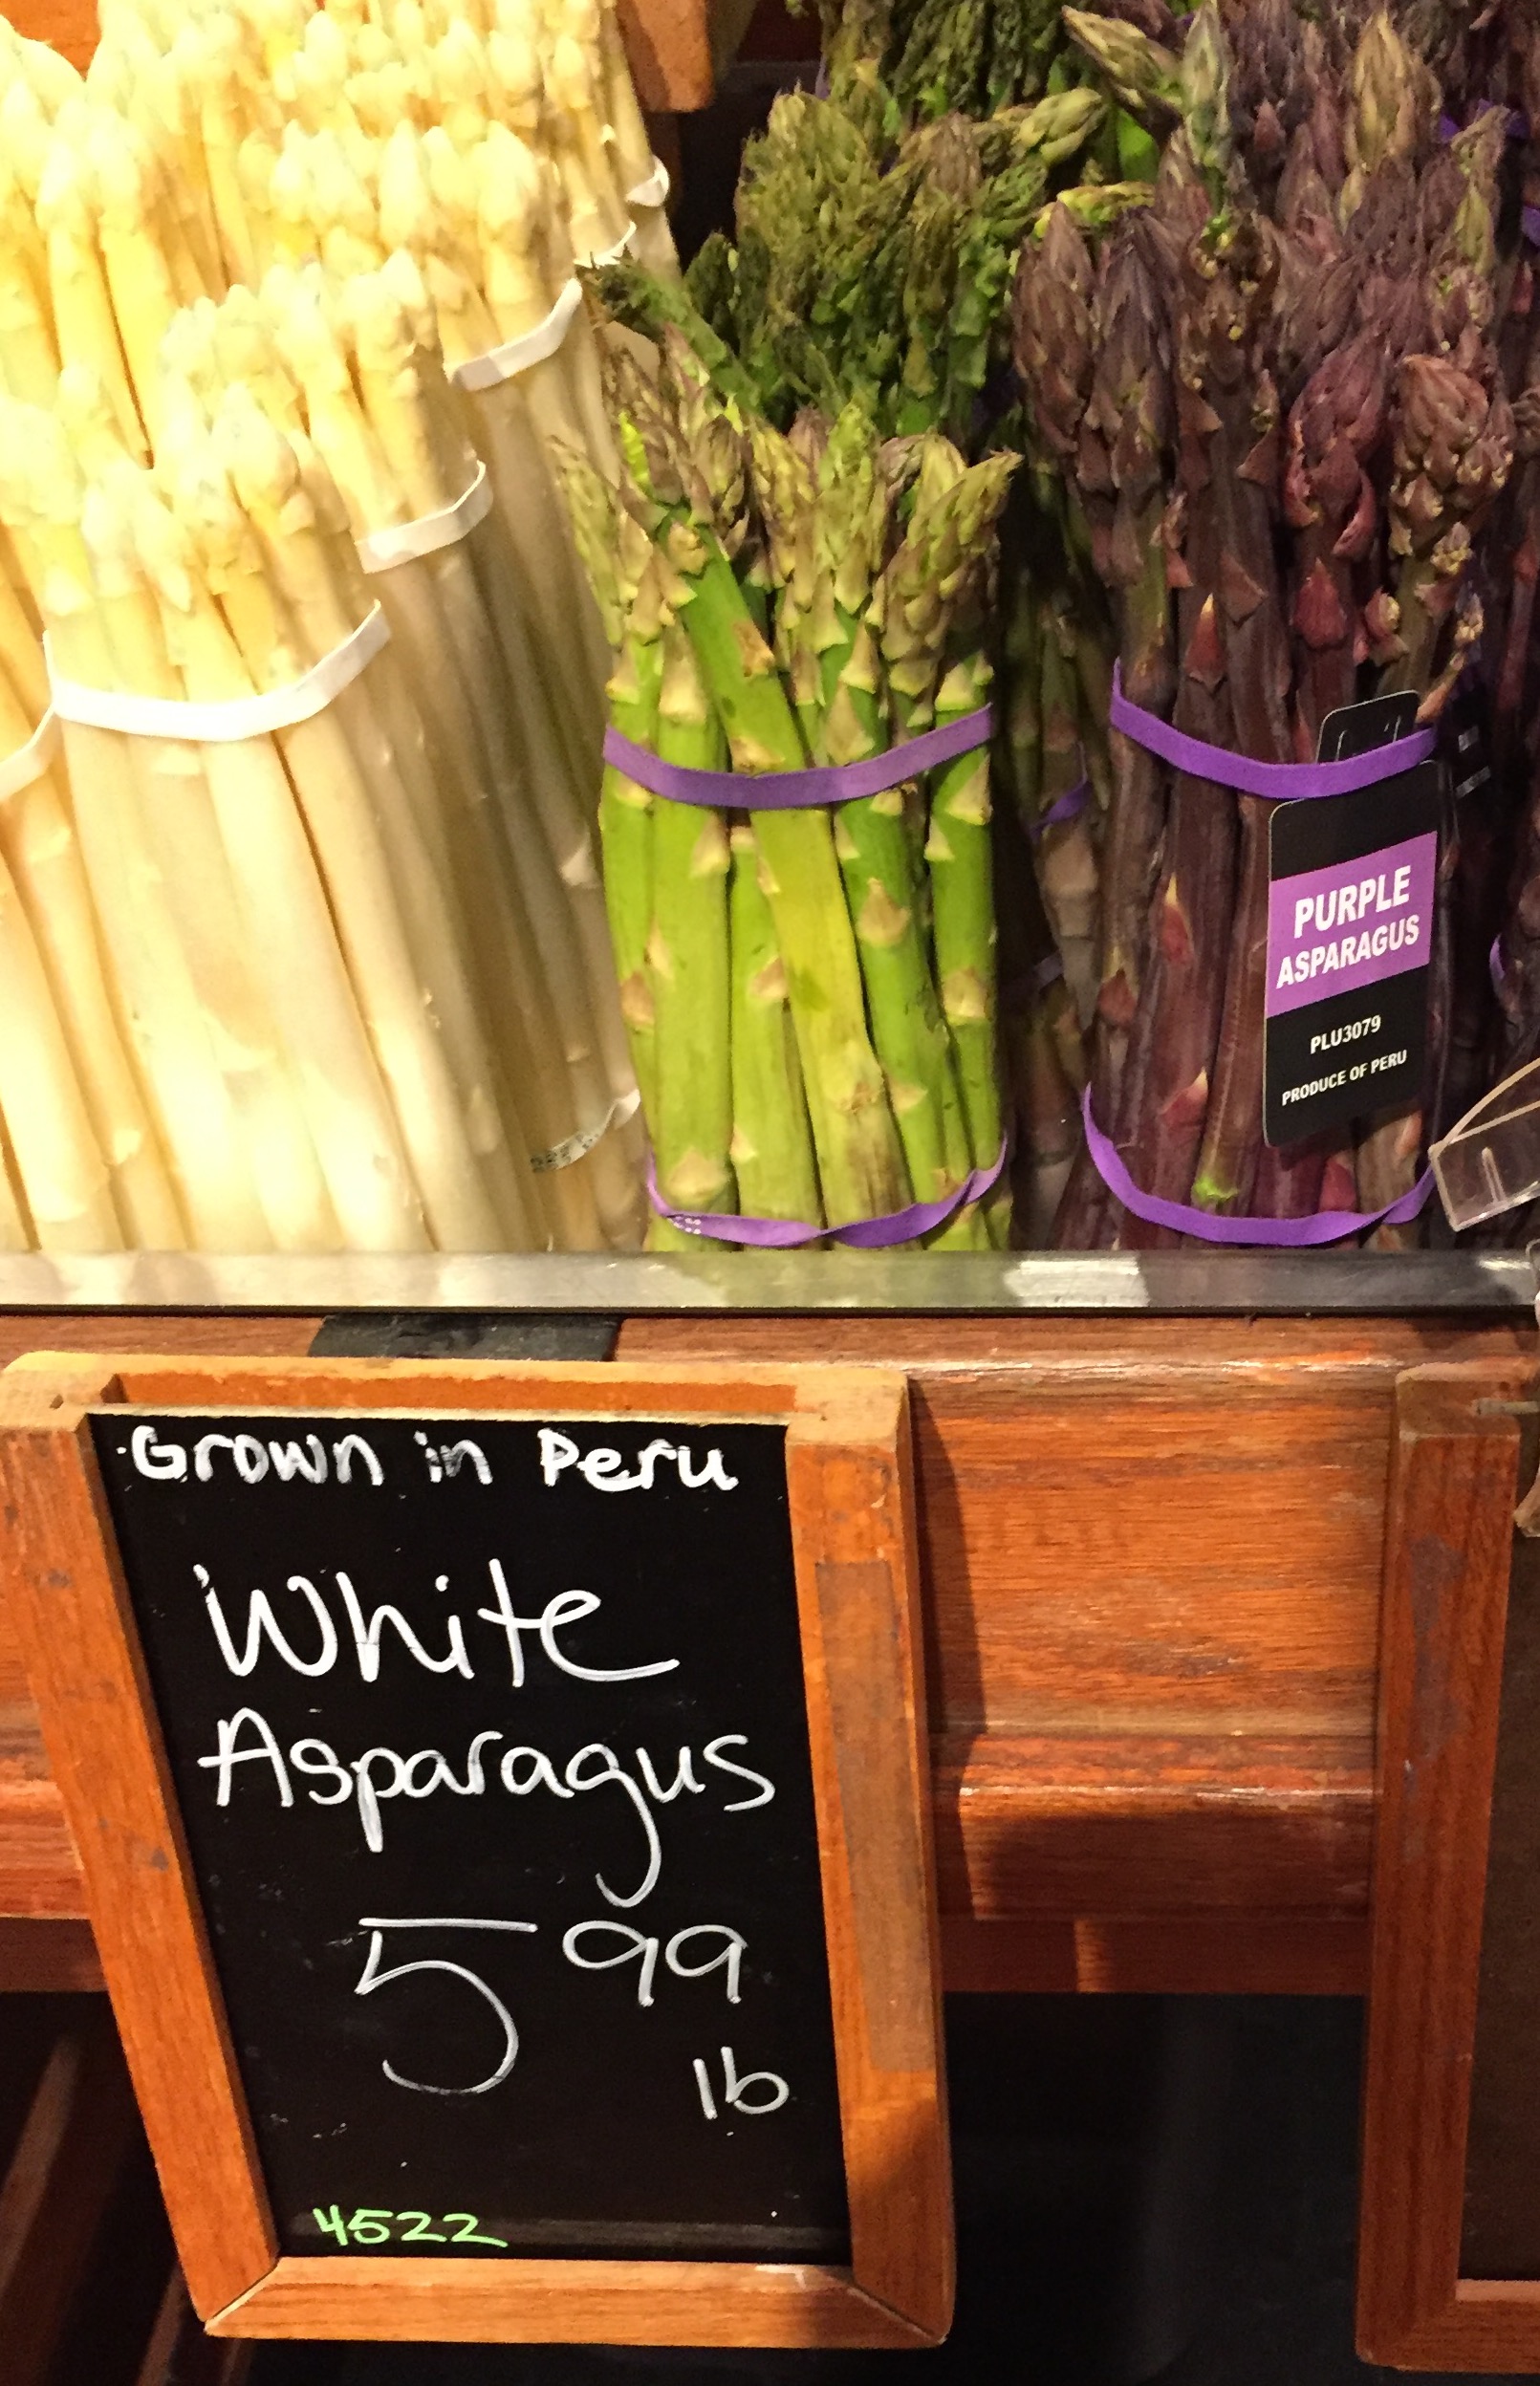 PURPLE
ASPARAGUS
PLU3079
PRODUCE OF PERU
Grown in Peru
White
Asparagus
5 99
lb
4522